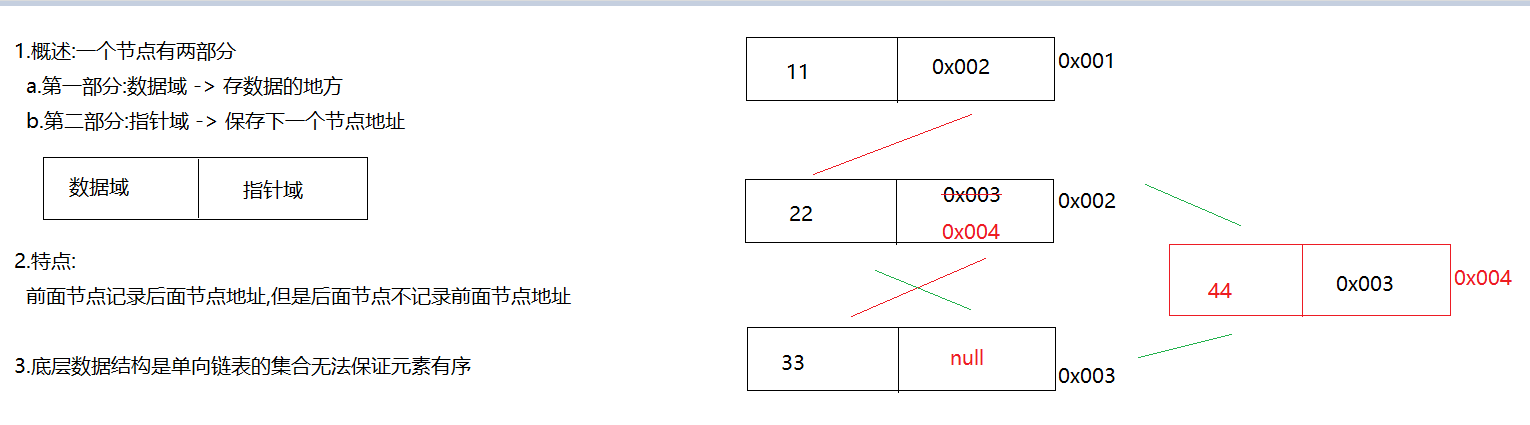 1.概述:一个节点有两部分
a.第一部分:数据域 -> 存数据的地方
b.第二部分:指针域 -> 保存下一个节点地址
数据域 指针域
2.特点:
前面节点记录后面节点地址,但是后面节点不记录前面节点地址
3.底层数据结构是单向链表的集合无法保证元素有序
11 0x002 0x001
22 0x003 0x002
0x004
44 0x003 0x004
33 null 0x003